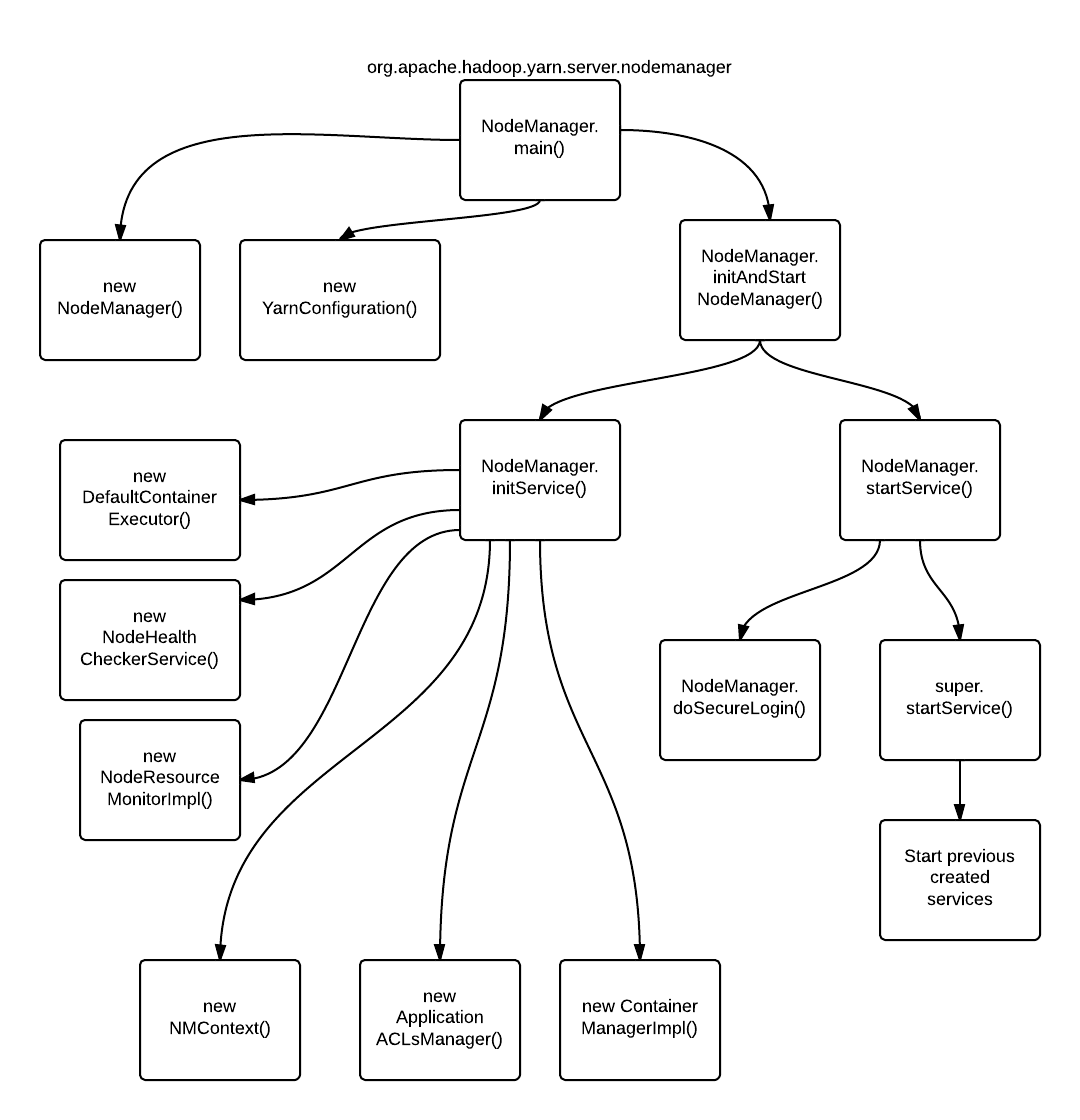 org.apache.hadoop.yarn.server.nodemanager
NodeManager.
main()
new
NodeManager()
new
YarnConfiguration()
NodeManager.
initAndStart
NodeManager()
NodeManager.
initService()
NodeManager.
startService()
new
DefaultContainer
Executor()
new
NodeHealth
CheckerService()
new
NodeResource
MonitorImpl()
NodeManager.
doSecureLogin()
super.
startService()
Start previous
created
services
new
NMContext()
new
Application
ACLsManager()
new Container
ManagerImpl()